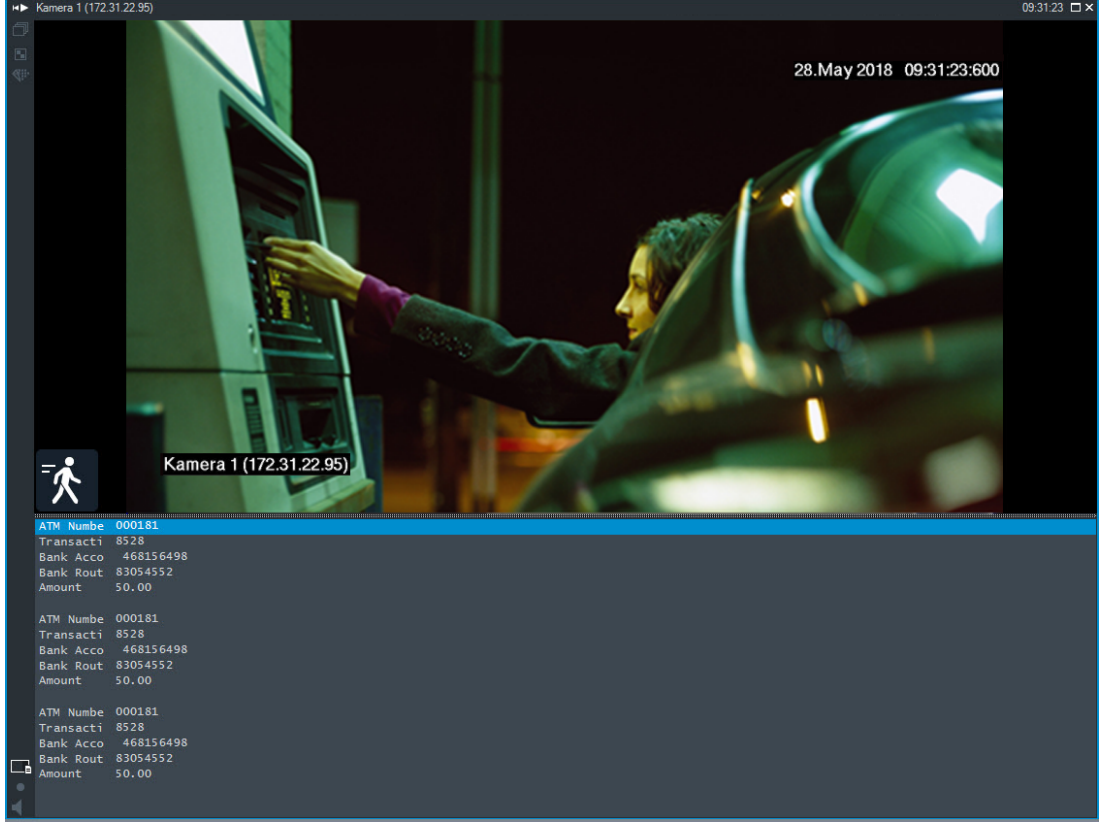 Kamera 1 (172.31.22.95) 09:31:23
28.May 2018 09:31:23:600
Kamera 1 (172.31.22.95)
ATM Numbe 000181
Transacti 8528
Bank Acco 468156498
Bank Rout 83054552
Amount 50.00
ATM Numbe 000181
Transacti 8528
Bank Acco 468156498
Bank Rout 83054552
Amount 50.00
ATM Numbe 000181
Transacti 8528
Bank Acco 468156498
Bank Rout 83054552
Amount 50.00